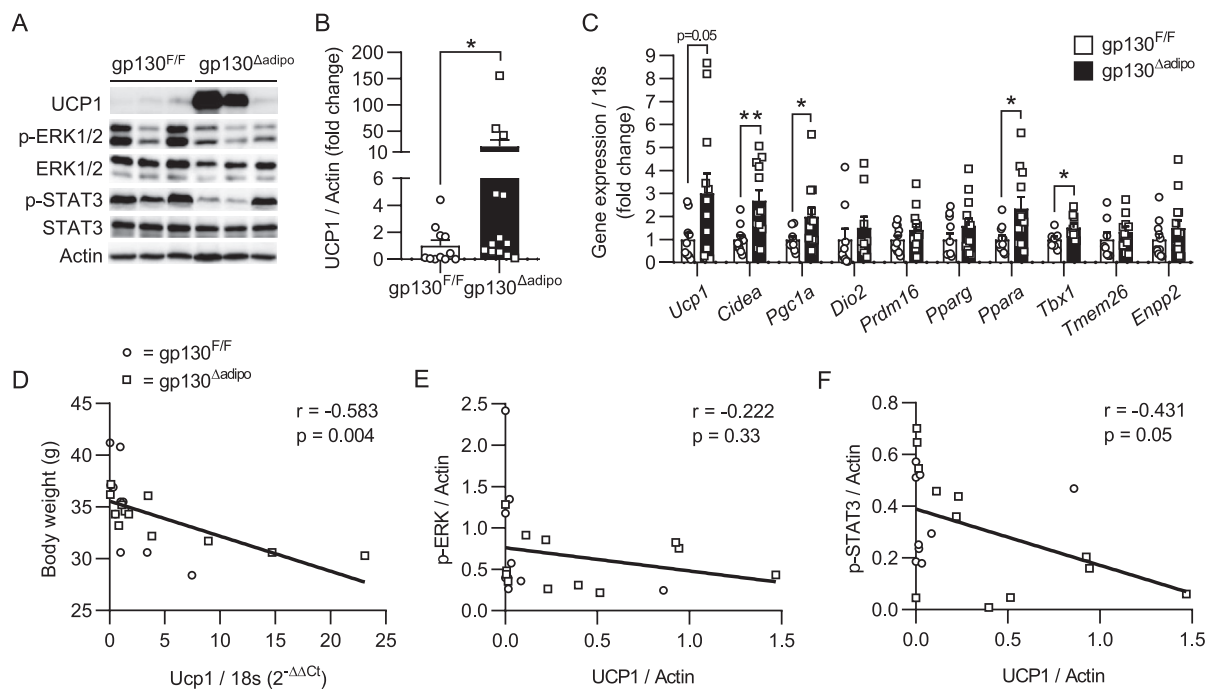 A
gp130F/F gp130Δadipo
UCP1
p-ERK1/2
ERK1/2
p-STAT3
STAT3
Actin
B
UCP1 / Actin (fold change)
*
200
150
100
50
10
6
4
2
0
gp130F/F gp130Δadipo
C
Gene expression / 18s
(fold change)
9
8
7
6
5
4
3
2
1
0
p=0.05
**
*
*
*
gp130F/F
gp130Δadipo
Ucp1 Cidea Pgc1a Dio2 Prdm16 Pparg Ppara Tbx1 Tmem26 Enpp2
= gp130F/F
= gp130Δadipo
D
Body weight (g)
45
40
35
30
25
r = -0.583
p = 0.004
0 5 10 15 20 25
Ucp1 / 18s (2-ΔΔCt)
E
p-ERK / Actin
2.5
2.0
1.5
1.0
0.5
0.0
r = -0.222
p = 0.33
0.0 0.5 1.0 1.5
UCP1 / Actin
F
p-STAT3 / Actin
0.8
0.6
0.4
0.2
0.0
r = -0.431
p = 0.05
0.0 0.5 1.0 1.5
UCP1 / Actin